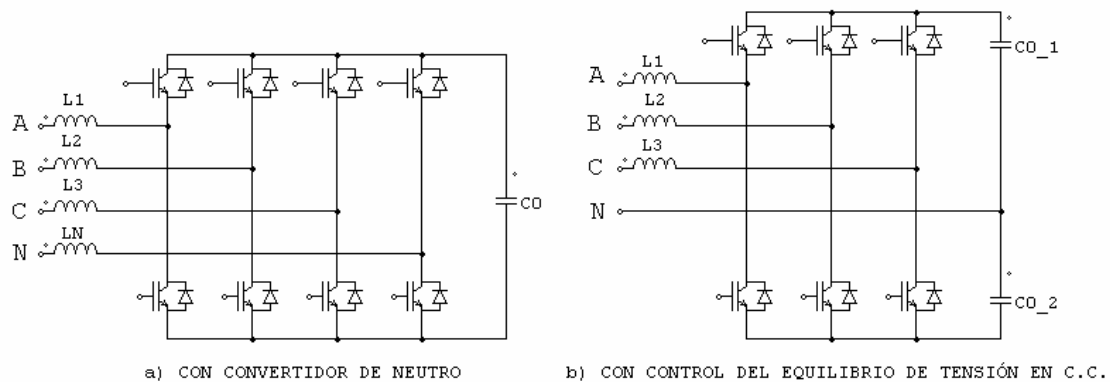 A
L1
B
L2
C
L3
N
LN
CO
a) CON CONVERTIDOR DE NEUTRO
A
L1
B
L2
C
L3
N
CO_1
CO_2
b) CON CONTROL DEL EQUILIBRIO DE TENSIÓN EN C.C.